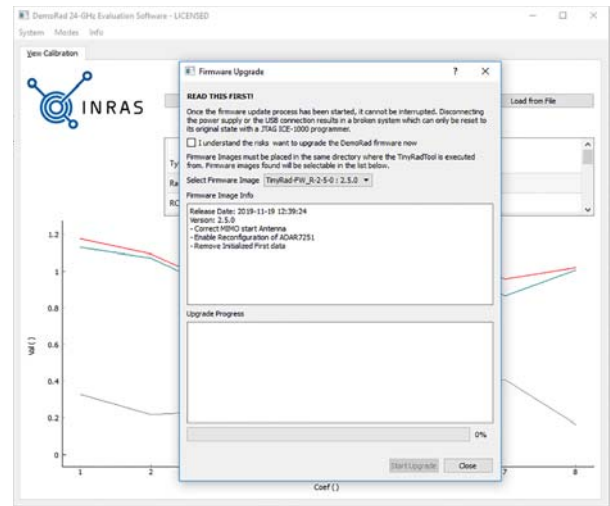 DemoRad 24-GHz Evaluation Software - LICENSED
System Modes Info
View Calibration
INRAS
Load from File
Ty
Ra
RC
Firmware Upgrade
READ THIS FIRST!
Once the firmware update process has been started, it cannot be interrupted. Disconnecting
the power supply or the USB connection results in a broken system which can only be reset to
its original state with a JTAG ICE-1000 programmer.
I understand the risks want to upgrade the DemoRad firmware now
Firmware Images must be placed in the same directory where the TinyRadTool is executed
from. Firmware images found will be selectable in the list below.
Select Firmware Image TinyRad-FW_R-2-5-0 : 2.5.0
Firmware Image Info
Release Date: 2019-11-19 12:39:24
Version: 2.5.0
- Correct MIMO start Antenna
- Enable Reconfiguration of ADAR7251
- Remove Initialized First data
Upgrade Progress
0%
Start Upgrade Close
1.2
1
0.8
0.6
0.4
0.2
0
Val ()
1 2 7 8
Coef ()